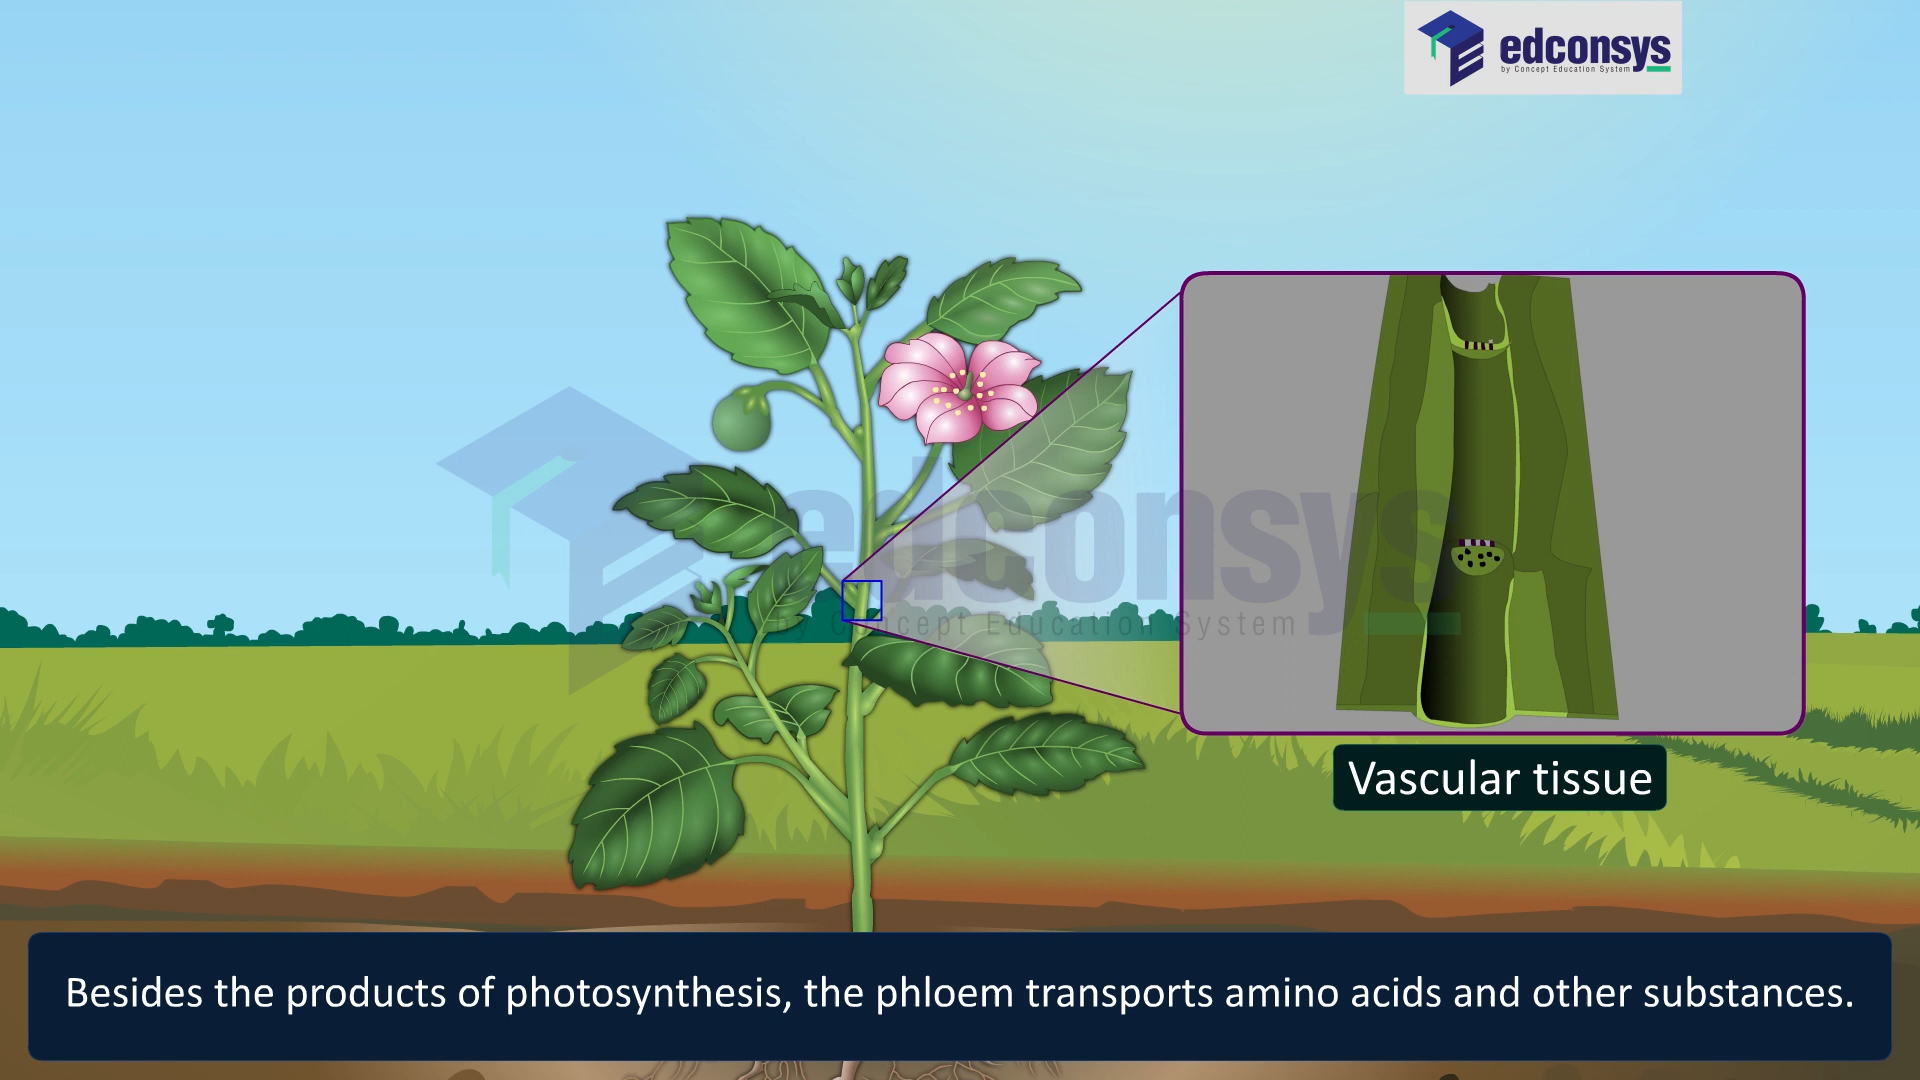 edconsys
by Concept Education System
edconsys
by Concept Education System
Vascular tissue
Besides the products of photosynthesis, the phloem transports amino acids and other substances.